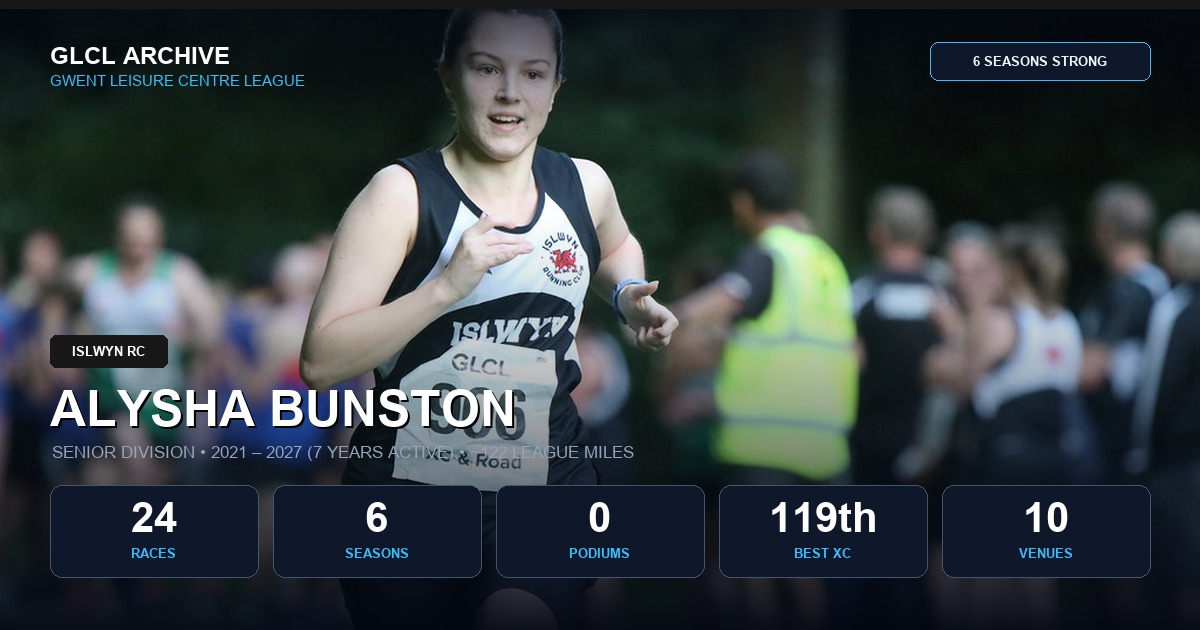 GLCL ARCHIVE
GWENT LEISURE CENTRE LEAGUE
6 SEASONS STRONG
ISLWYN
RUNNING CLUB
ISLWYN
GLCL
& Road
ISLWYN RC
ALYSHA BUNSTON
SENIOR DIVISION • 2021 – 2027 (7 YEARS ACTIVE) • 122 LEAGUE MILES
24
RACES
6
SEASONS
0
PODIUMS
119th
BEST XC
10
VENUES